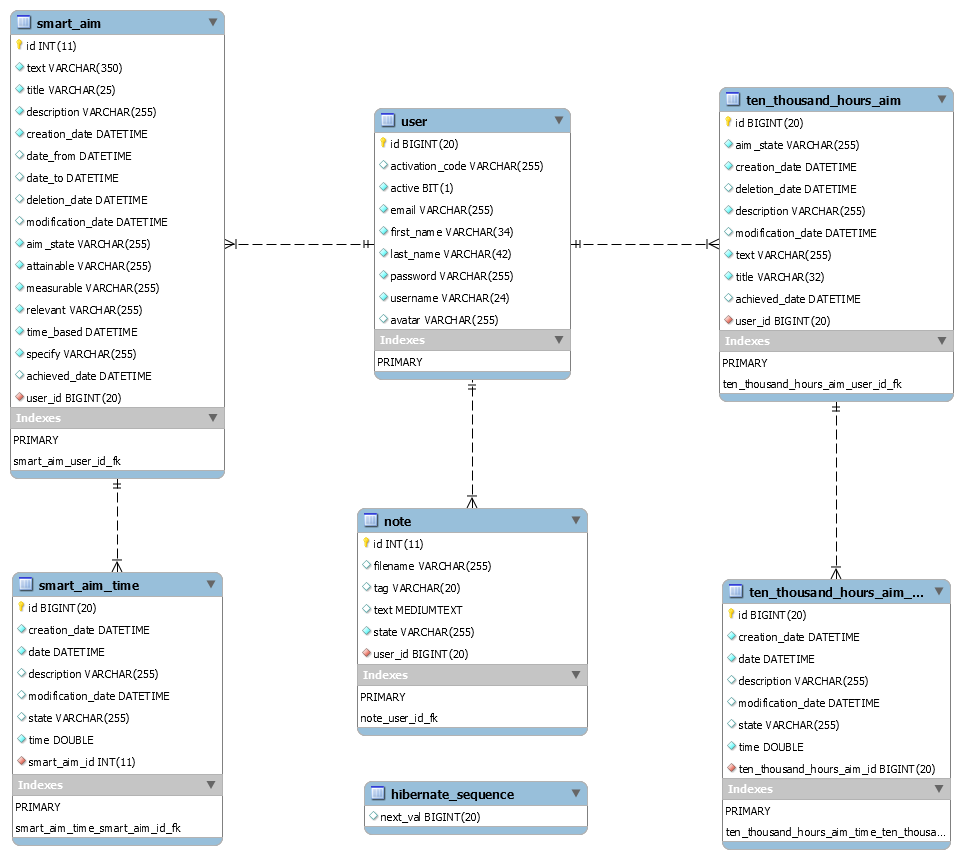 smart_aim
id INT(11)
text VARCHAR(350)
title VARCHAR(25)
description VARCHAR(255)
creation_date DATETIME
date_from DATETIME
date_to DATETIME
deletion_date DATETIME
modification_date DATETIME
aim_state VARCHAR(255)
attainable VARCHAR(255)
measurable VARCHAR(255)
relevant VARCHAR(255)
time_based DATETIME
specify VARCHAR(255)
achieved_date DATETIME
user_id BIGINT(20)
Indexes
PRIMARY
smart_aim_user_id_fk
user
id BIGINT(20)
activation_code VARCHAR(255)
active BIT(1)
email VARCHAR(255)
first_name VARCHAR(34)
last_name VARCHAR(42)
password VARCHAR(255)
username VARCHAR(24)
avatar VARCHAR(255)
Indexes
PRIMARY
ten_thousand_hours_aim
id BIGINT(20)
aim_state VARCHAR(255)
creation_date DATETIME
deletion_date DATETIME
description VARCHAR(255)
modification_date DATETIME
text VARCHAR(255)
title VARCHAR(32)
achieved_date DATETIME
user_id BIGINT(20)
Indexes
PRIMARY
ten_thousand_hours_aim_user_id_fk
smart_aim_time
id BIGINT(20)
creation_date DATETIME
date DATETIME
description VARCHAR(255)
modification_date DATETIME
state VARCHAR(255)
time DOUBLE
smart_aim_id INT(11)
Indexes
PRIMARY
smart_aim_time_smart_aim_id_fk
note
id INT(11)
filename VARCHAR(255)
tag VARCHAR(20)
text MEDIUMTEXT
state VARCHAR(255)
user_id BIGINT(20)
Indexes
PRIMARY
note_user_id_fk
hibernate_sequence
next_val BIGINT(20)
ten_thousand_hours_aim_...
id BIGINT(20)
creation_date DATETIME
date DATETIME
description VARCHAR(255)
modification_date DATETIME
state VARCHAR(255)
time DOUBLE
ten_thousand_hours_aim_id BIGINT(20)
Indexes
PRIMARY
ten_thousand_hours_aim_time_ten_thousa...